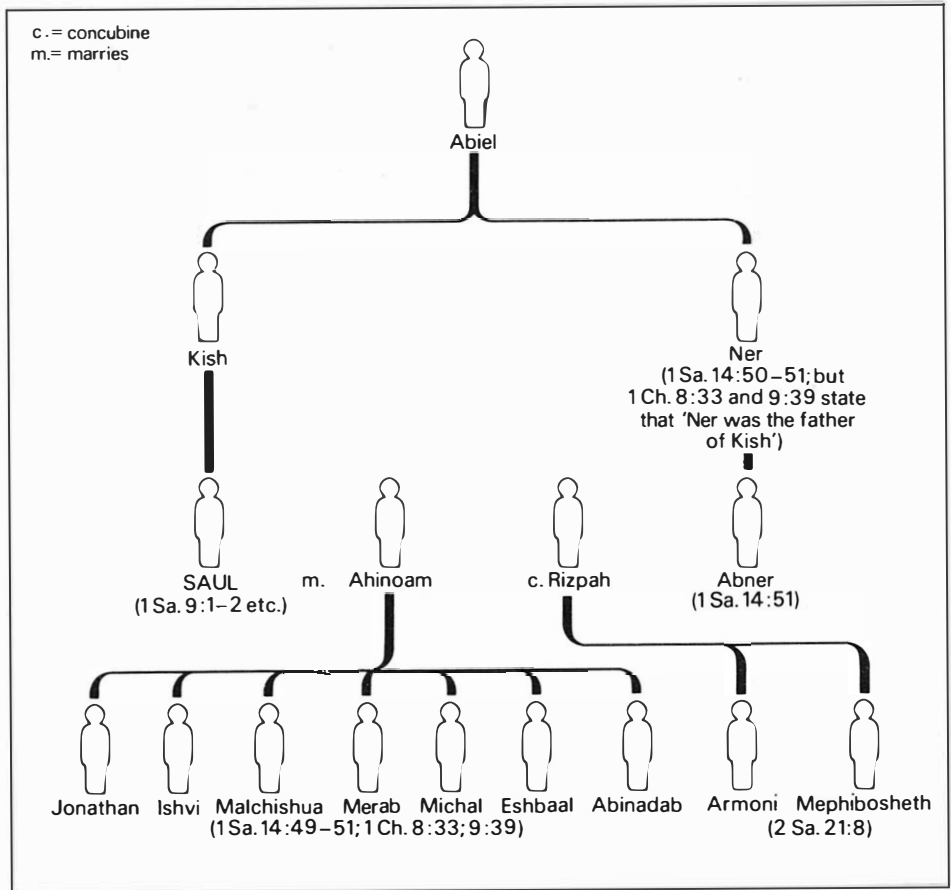 c.= concubine
m.= marries
Abiel
Kish
Ner
(1 Sa. 14:50–51; but
1 Ch. 8:33 and 9:39 state
that 'Ner was the father
of Kish')
SAUL m. Ahinoam c. Rizpah Abner
(1 Sa. 9:1–2 etc.) (1 Sa. 14:51)
Jonathan Ishvi Malchishua Merab Michal Eshbaal Abinadab Armoni Mephibosheth
(1 Sa. 14:49–51; 1 Ch. 8:33; 9:39) (2 Sa. 21:8)